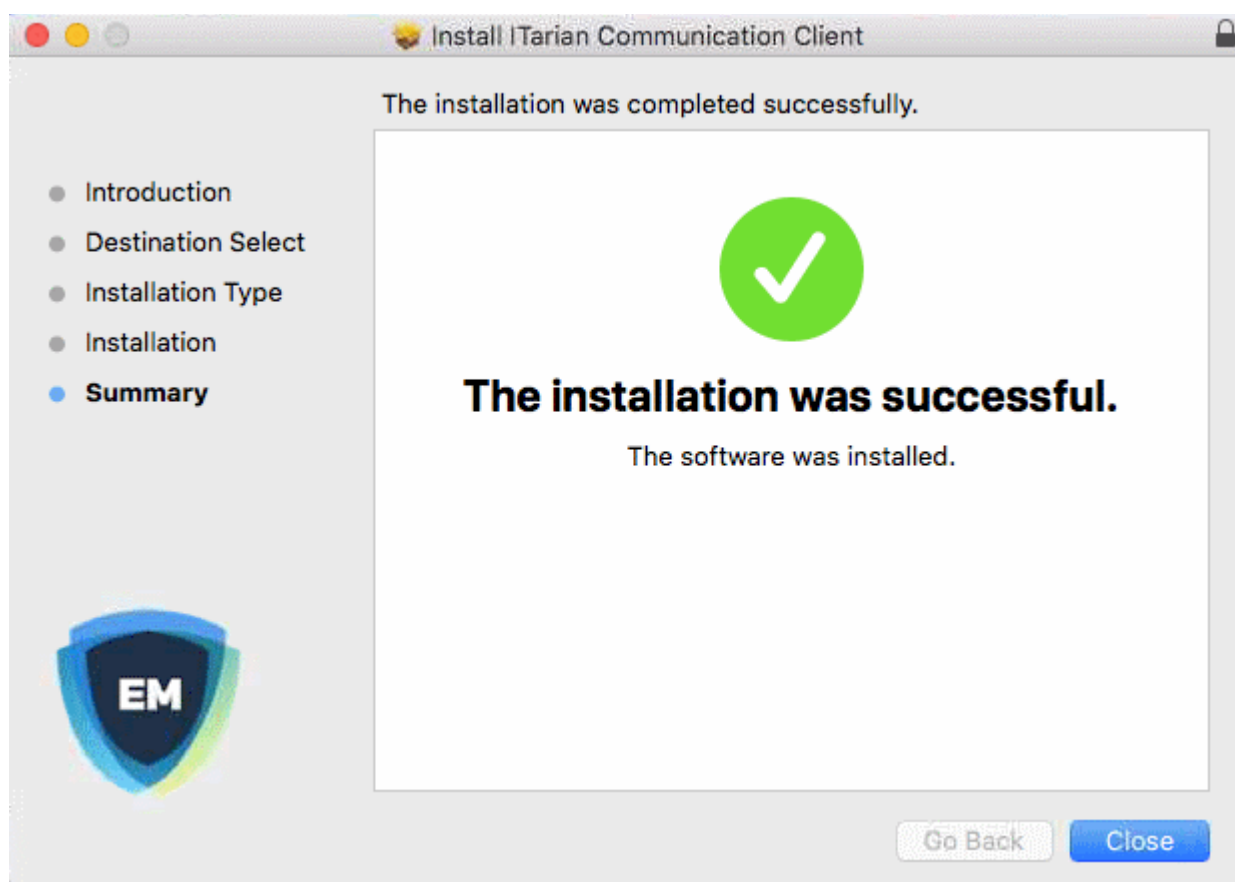 Install ITarian Communication Client
The installation was completed successfully.
Introduction
Destination Select
Installation Type
Installation
Summary
The installation was successful.
The software was installed.
EM
Go Back
Close